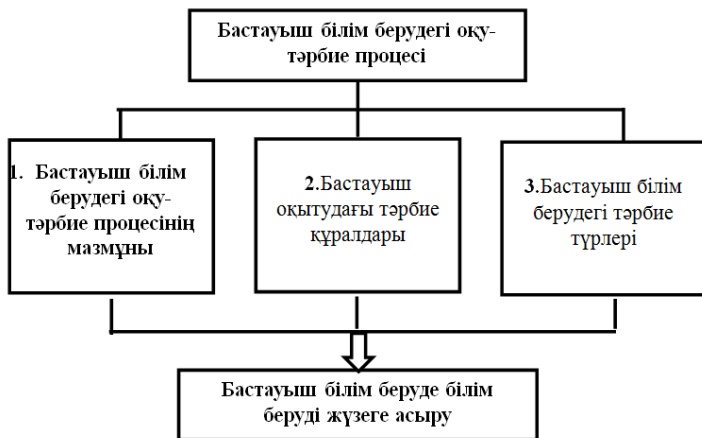 Бастауыш білім берудегі оқу-
тәрбие процесі
1. Бастауыш білім
берудегі оқу-
тәрбие процесінің
мазмұны
2.Бастауыш
оқытудағы тәрбие
құралдары
3.Бастауыш білім
берудегі тәрбие
түрлері
Бастауыш білім беруде білім
беруді жүзеге асыру